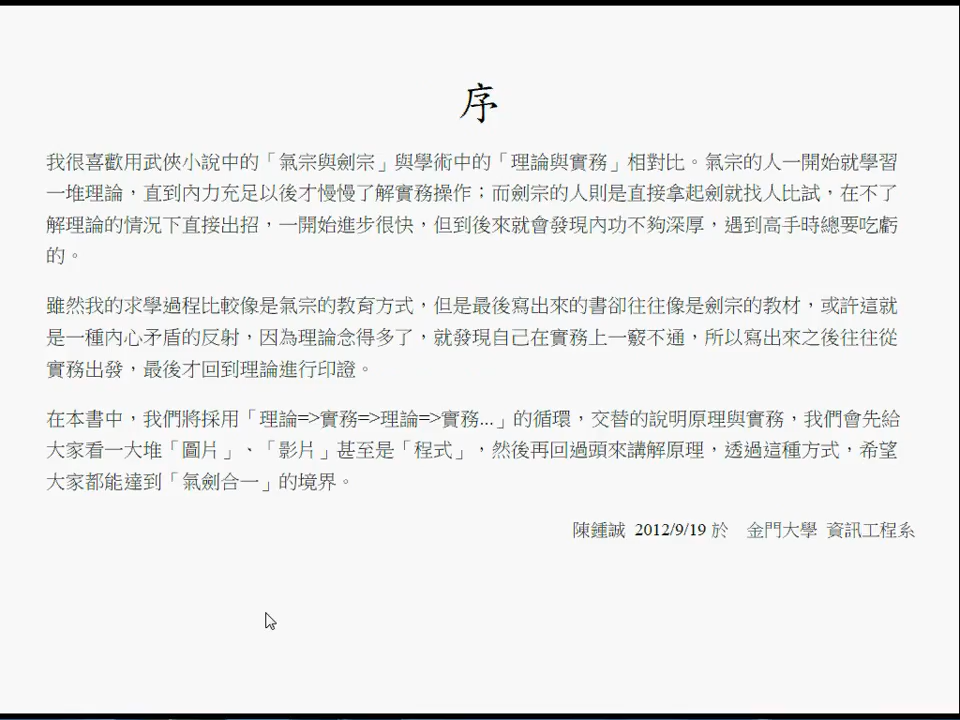 序
我很喜歡用武俠小說中的「氣宗與劍宗」與學術中的「理論與實務」相對比。氣宗的人一開始就學習
一堆理論，直到內力充足以後才慢慢了解實務操作；而劍宗的人則是直接拿起劍就找人比試，在不了
解理論的情況下直接出招，一開始進步很快，但到後來就會發現內功不夠深厚，遇到高手時總要吃虧
的。
雖然我的求學過程比較像是氣宗的教育方式，但是最後寫出來的書卻往往像是劍宗的教材，或許這就
是一種內心矛盾的反射，因為理論念得多了，就發現自己在實務上一竅不通，所以寫出來之後往往從
實務出發，最後才回到理論進行印證。
在本書中，我們將採用「理論=>實務=>理論=>實務...」的循環，交替的說明原理與實務，我們會先給
大家看一大堆「圖片」、「影片」甚至是「程式」，然後再回過頭來講解原理，透過這種方式，希望
大家都能達到「氣劍合一」的境界。
陳鍾誠 2012/9/19 於 金門大學 資訊工程系